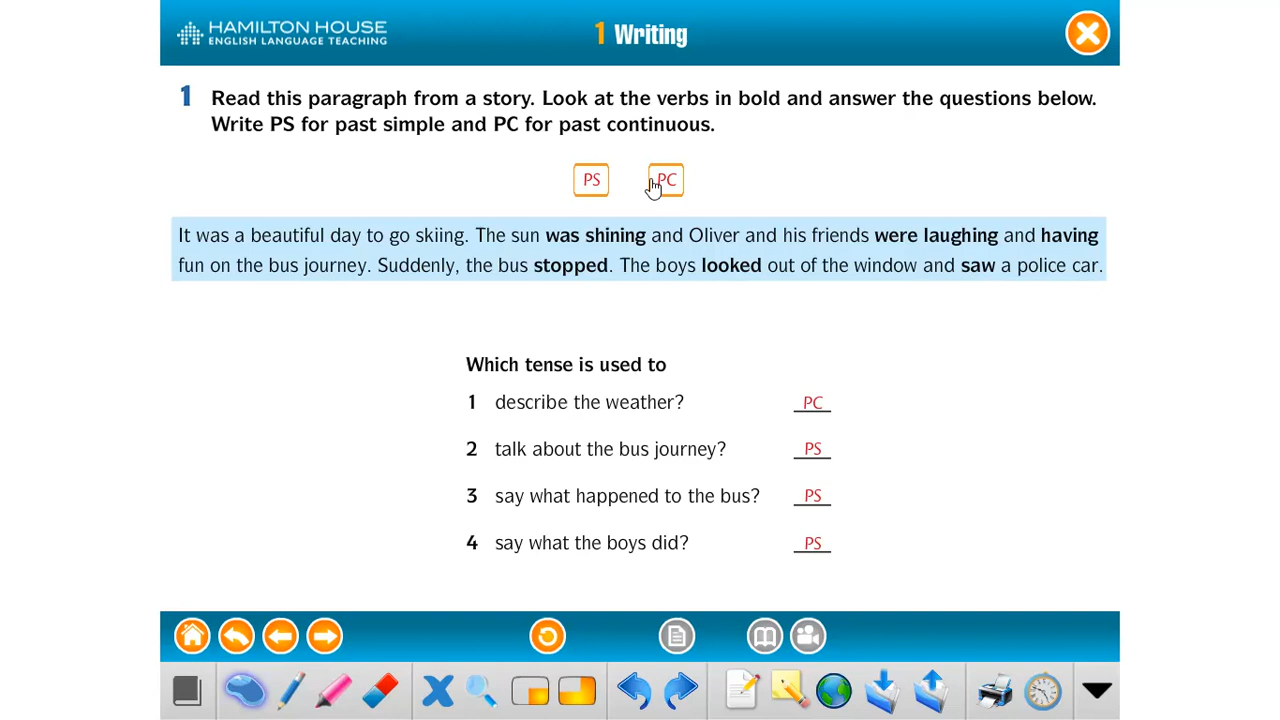 HAMILTON HOUSE
ENGLISH LANGUAGE TEACHING
1 Writing
1 Read this paragraph from a story. Look at the verbs in bold and answer the questions below.
Write PS for past simple and PC for past continuous.
PS PC
It was a beautiful day to go skiing. The sun was shining and Oliver and his friends were laughing and having
fun on the bus journey. Suddenly, the bus stopped. The boys looked out of the window and saw a police car.
Which tense is used to
1 describe the weather? PC
2 talk about the bus journey? PS
3 say what happened to the bus? PS
4 say what the boys did? PS